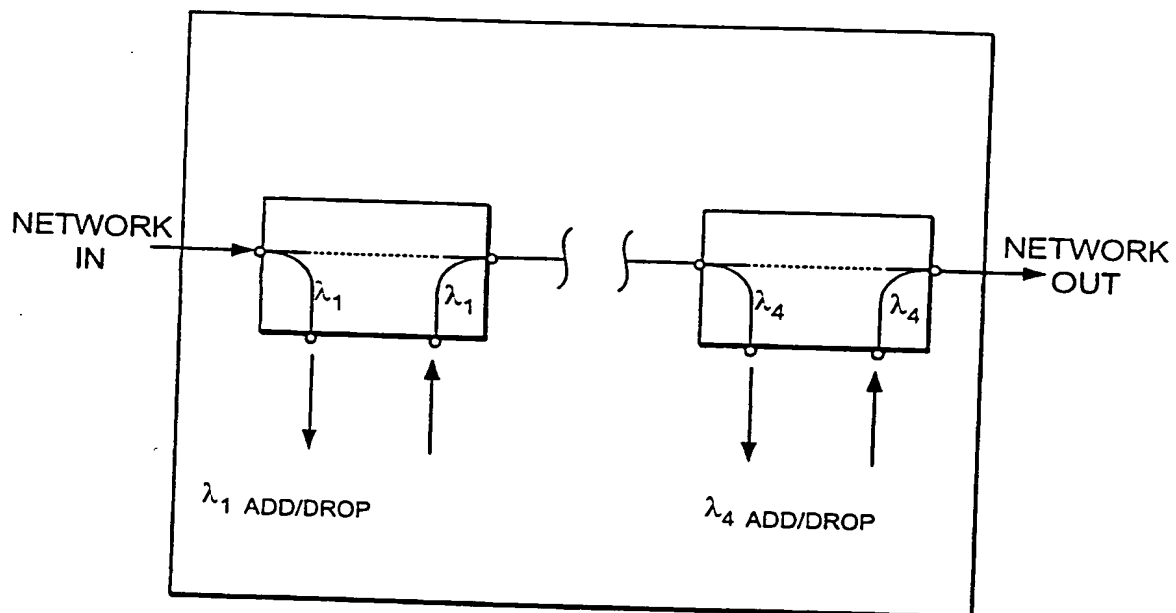 NETWORK
IN
λ1
λ1
λ4
λ4
NETWORK
OUT
λ1 ADD/DROP
λ4 ADD/DROP